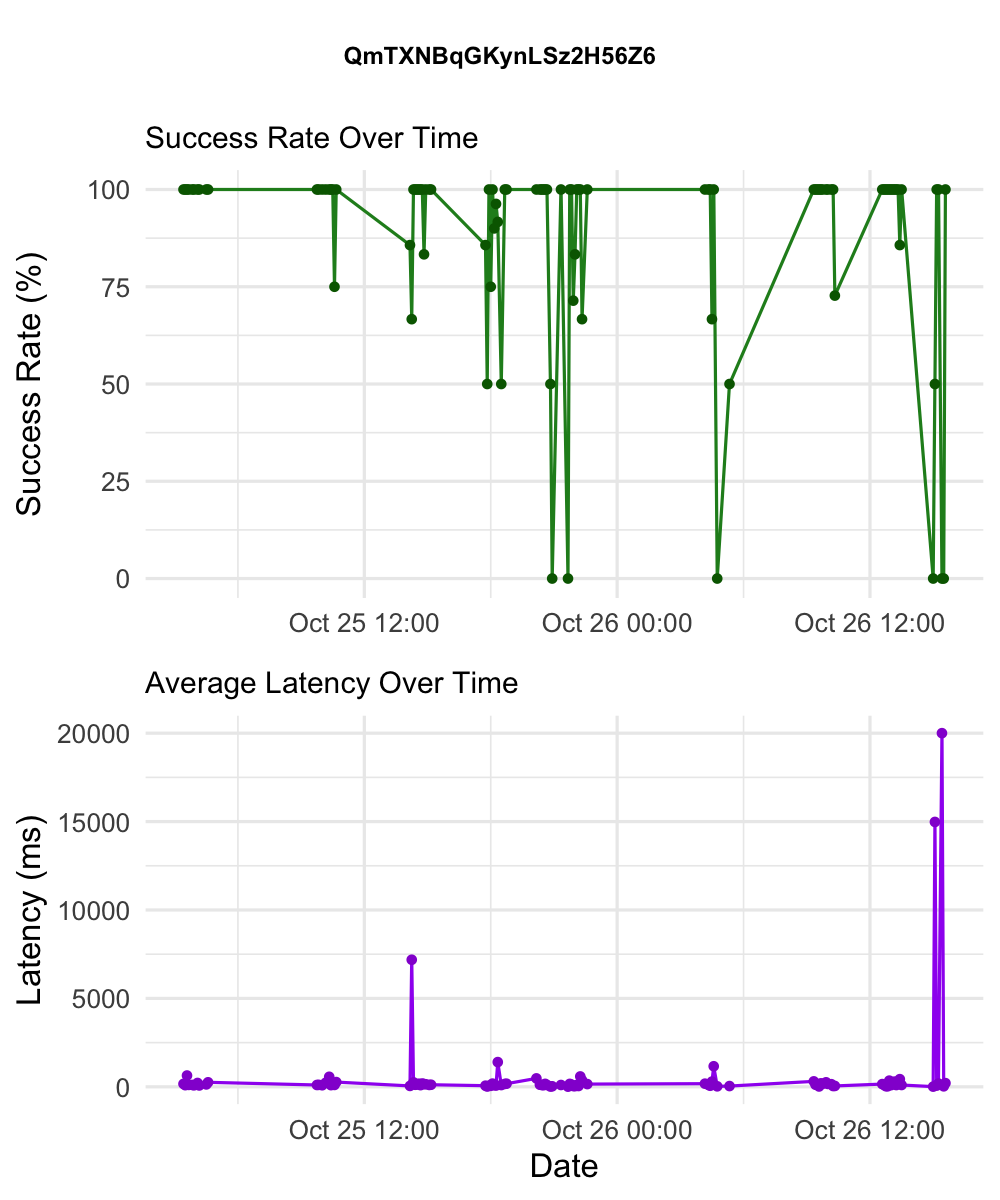 QmTXNBqGKynLSz2H56Z6
Success Rate Over Time
Success Rate (%)
100
75
50
25
0
Oct 25 12:00
Oct 26 00:00
Oct 26 12:00
Average Latency Over Time
Latency (ms)
20000
15000
10000
5000
0
Oct 25 12:00
Oct 26 00:00
Oct 26 12:00
Date